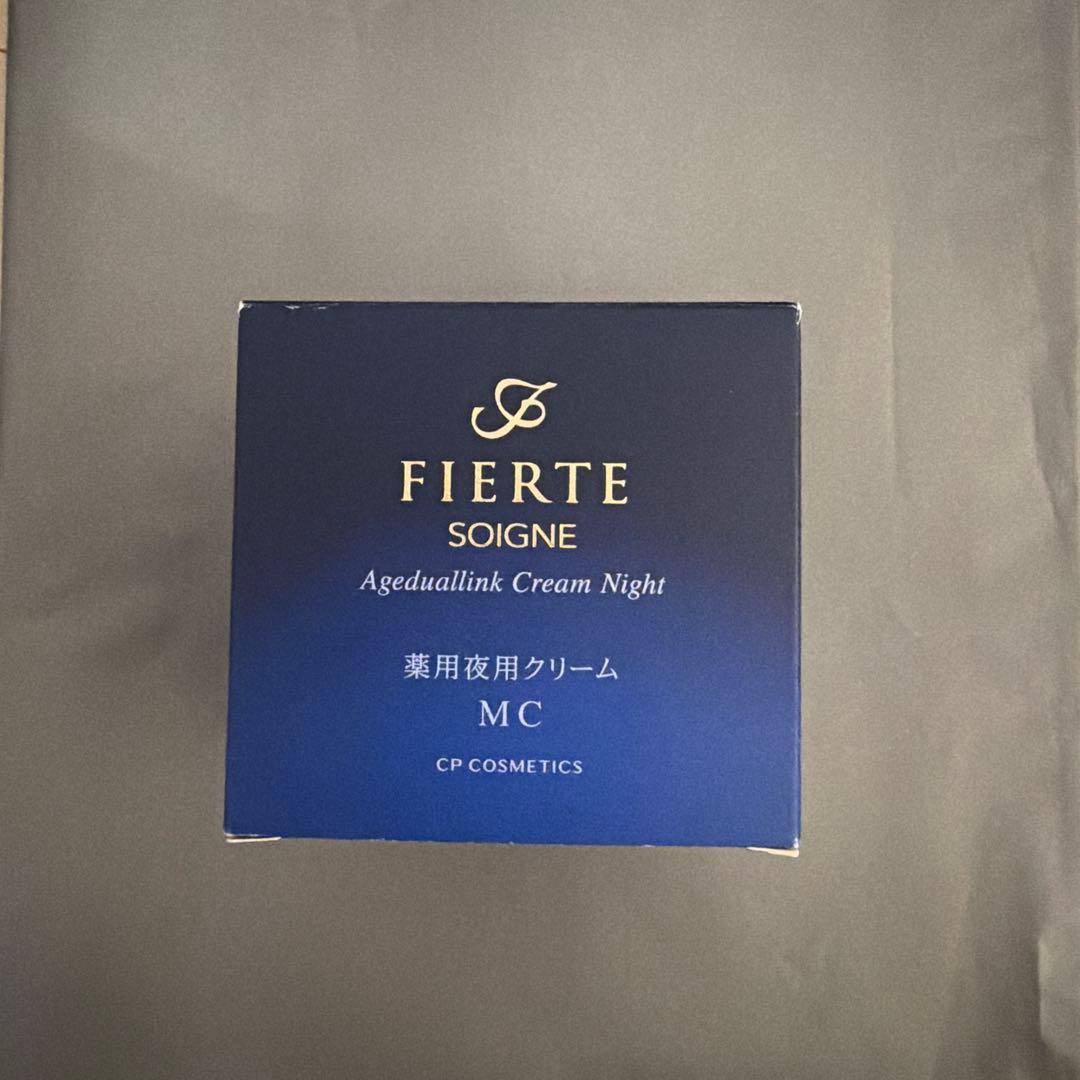 FIERTE
SOIGNE
Ageduallink Cream Night
薬用夜用クリーム
MC
CP COSMETICS